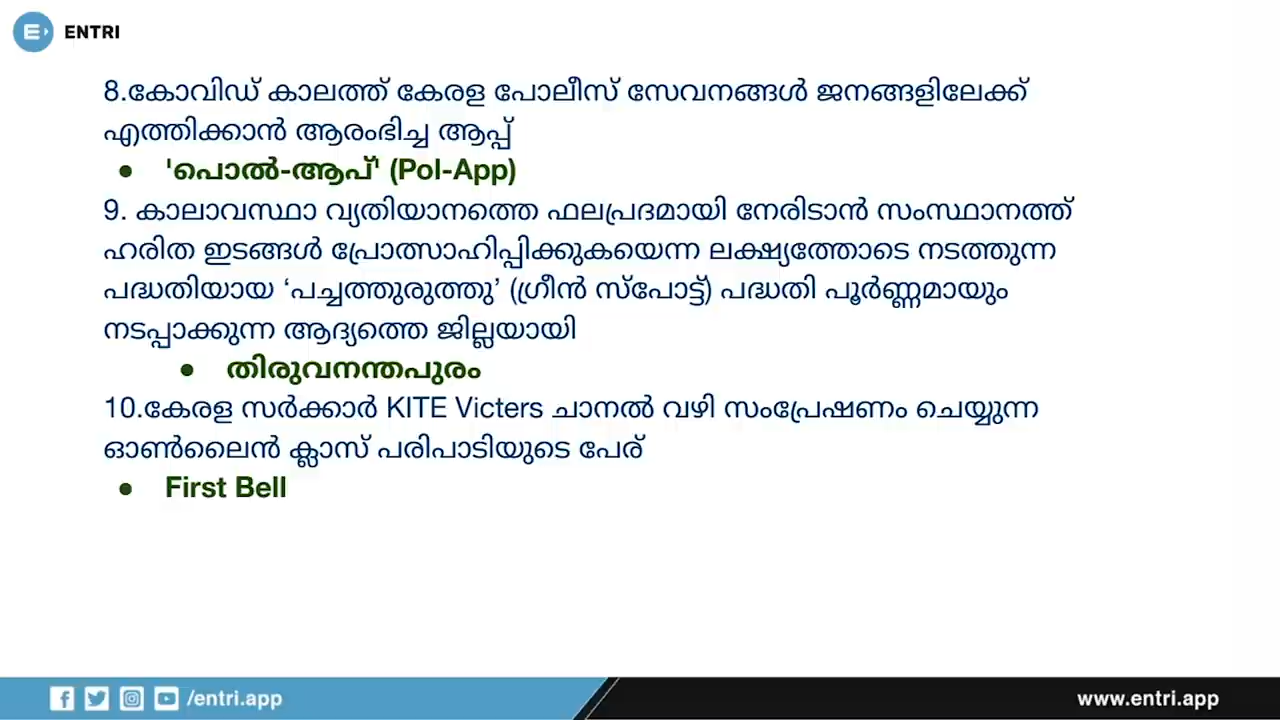 ENTRI
8.കോവിഡ് കാലത്ത് കേരള പോലീസ് സേവനങ്ങൾ ജനങ്ങളിലേക്ക്
എത്തിക്കാൻ ആരംഭിച്ച ആപ്പ്
● 'പൊൽ-ആപ്' (Pol-App)
9. കാലാവസ്ഥാ വ്യതിയാനത്തെ ഫലപ്രദമായി നേരിടാൻ സംസ്ഥാനത്ത്
ഹരിത ഇടങ്ങൾ പ്രോത്സാഹിപ്പിക്കുകയെന്ന ലക്ഷ്യത്തോടെ നടത്തുന്ന
പദ്ധതിയായ ‘പച്ചത്തുരുത്തു’ (ഗ്രീൻ സ്പോട്ട്) പദ്ധതി പൂർണ്ണമായും
നടപ്പാക്കുന്ന ആദ്യത്തെ ജില്ലയായി
● തിരുവനന്തപുരം
10.കേരള സർക്കാർ KITE Victers ചാനൽ വഴി സംപ്രേഷണം ചെയ്യുന്ന
ഓൺലൈൻ ക്ലാസ് പരിപാടിയുടെ പേര്
● First Bell
/entri.app
www.entri.app